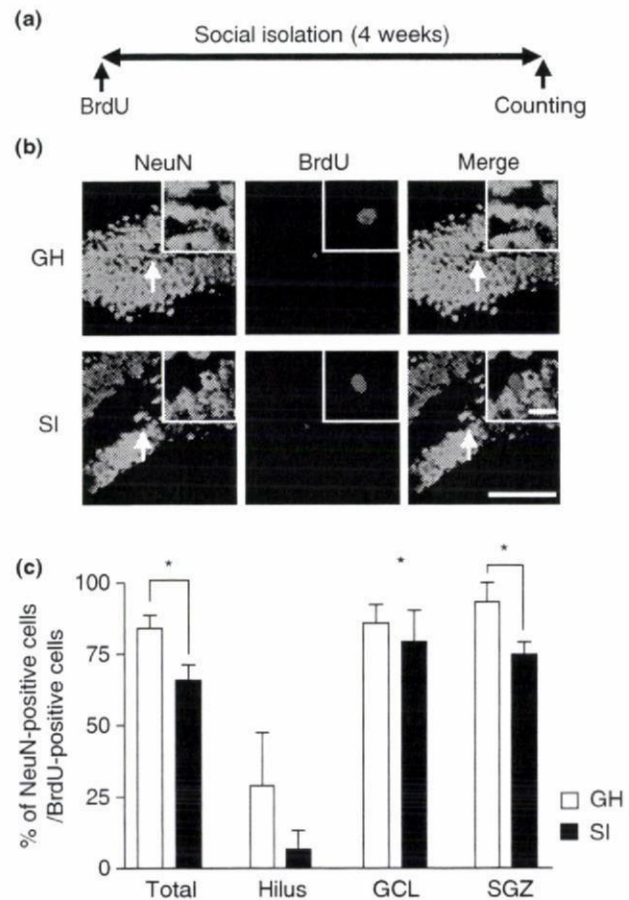 (a)
Social isolation (4 weeks)
BrdU
Counting
(b)
NeuN BrdU Merge
GH
SI
(c)
% of NeuN-positive cells
/BrdU-positive cells
100
75
50
25
0
* * *
Total Hilus GCL SGZ
GH
SI